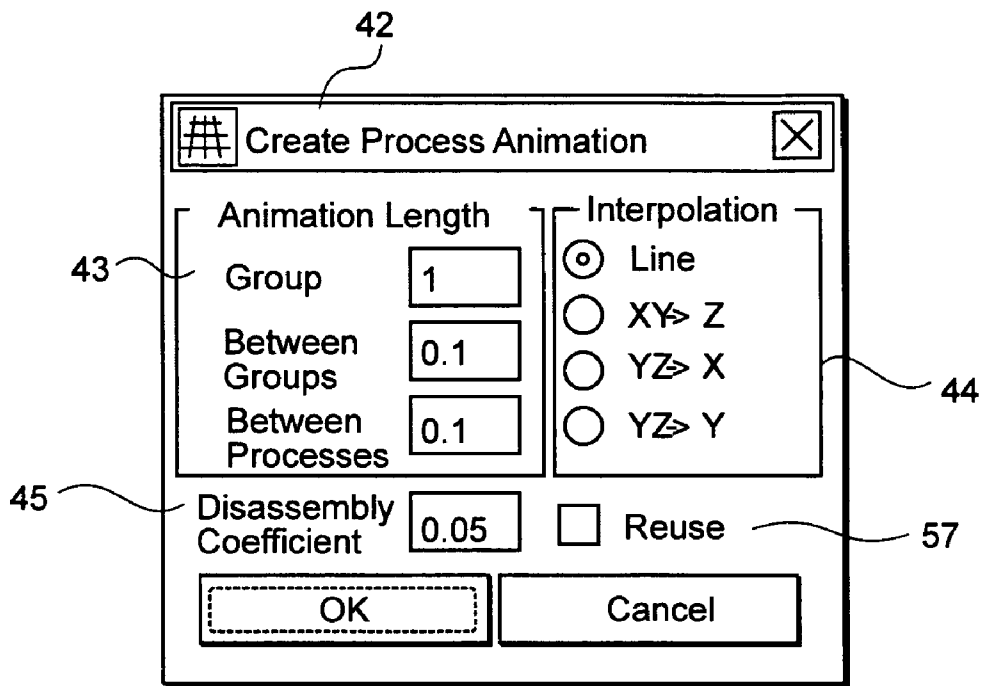 42
Create Process Animation
Animation Length
Interpolation
43
Group
1
Line
XY-> Z
Between
Groups
0.1
YZ-> X
44
Between
Processes
0.1
YZ-> Y
45
Disassembly
Coefficient
0.05
Reuse
57
OK
Cancel